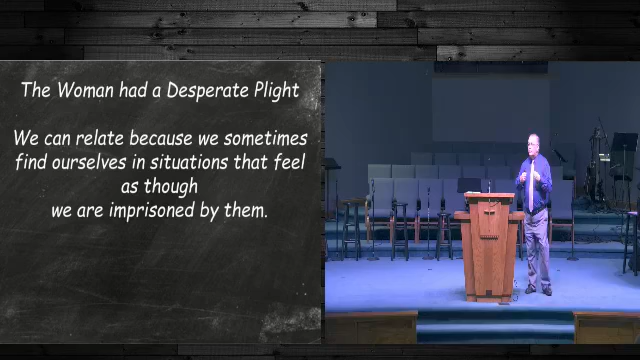 The Woman had a Desperate Plight
We can relate because we sometimes
find ourselves in situations that feel
as though
we are imprisoned by them.